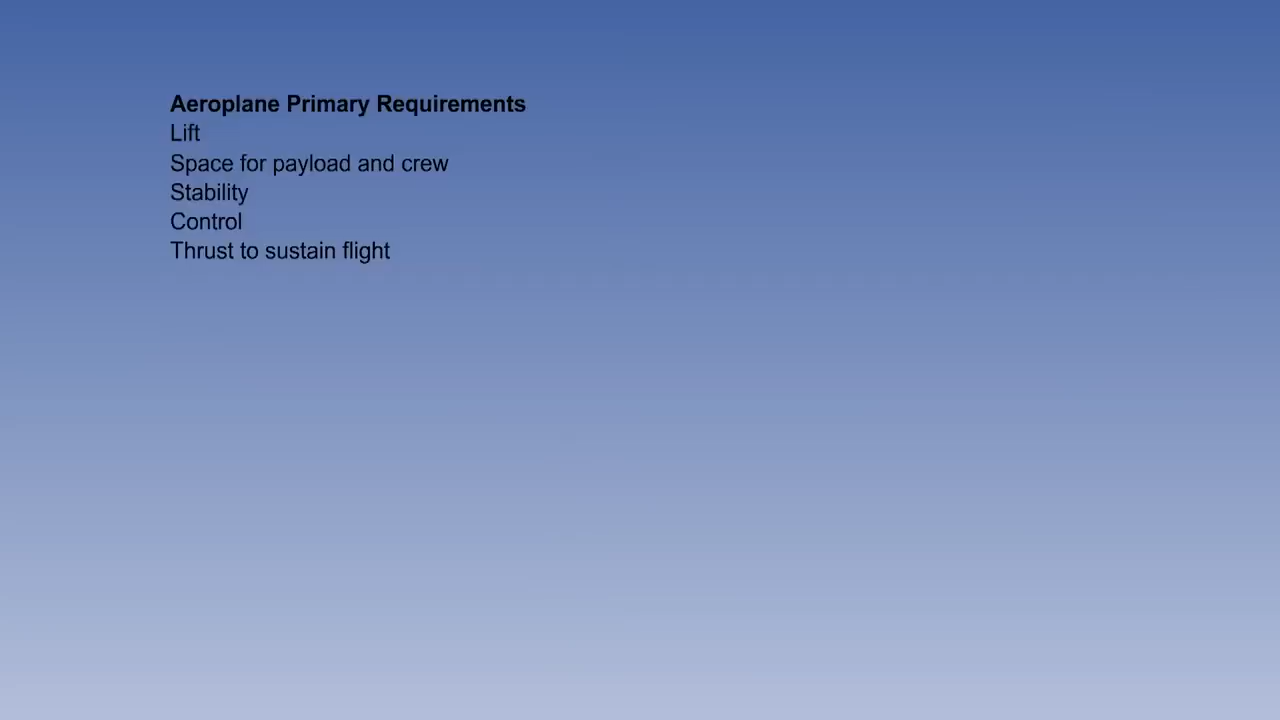 Aeroplane Primary Requirements
Lift
Space for payload and crew
Stability
Control
Thrust to sustain flight